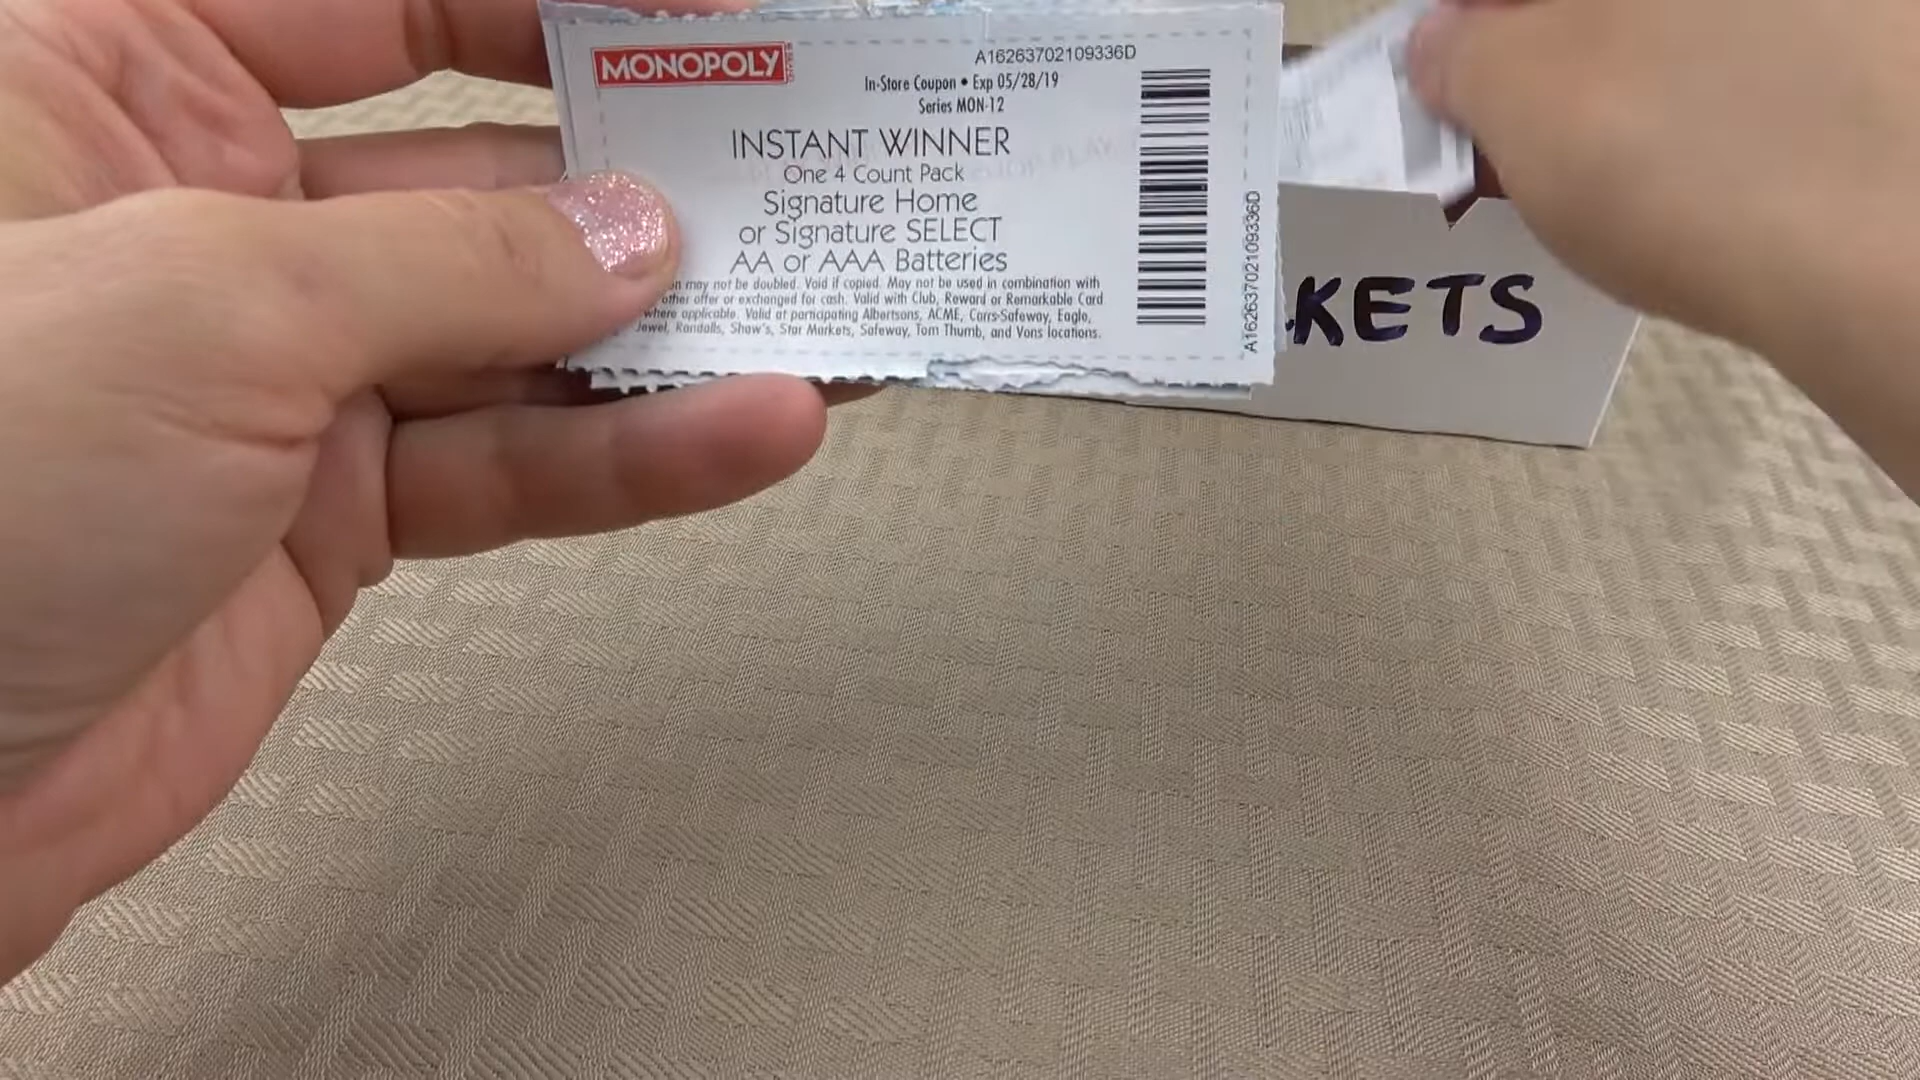 MONOPOLY
A16263702109336D
In-Store Coupon • Exp 05/28/19
Series MON-12
INSTANT WINNER
One 4 Count Pack
Signature Home
or Signature SELECT
AA or AAA Batteries
may not be doubled. Void if copied. May not be used in combination with
other offer or exchanged for cash. Valid with Club, Reward or Remarkable Card
where applicable. Valid at participating Albertsons, ACME, Carrs-Safeway, Eagle,
Jewel, Randalls, Shaw's, Star Markets, Safeway, Tom Thumb, and Vons locations.
A16263702109336D
KETS